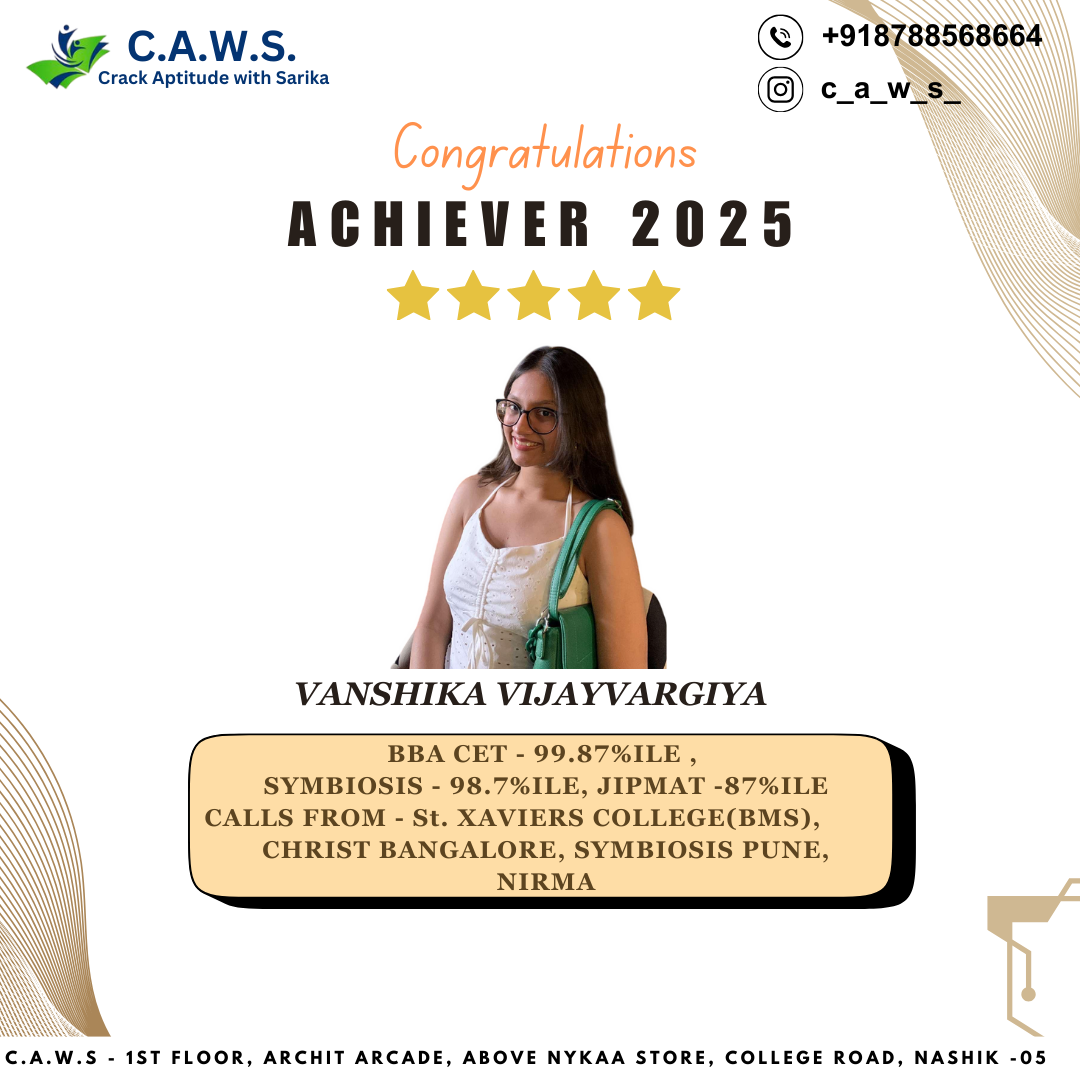 C.A.W.S.
Crack Aptitude with Sarika
+918788568664
c_a_w_s_
Congratulations
ACHIEVER 2025
VANSHIKA VIJAYVARGIYA
BBA CET - 99.87%ILE ,
SYMBIOSIS - 98.7%ILE, JIPMAT -87%ILE
CALLS FROM - St. XAVIERS COLLEGE(BMS),
CHRIST BANGALORE, SYMBIOSIS PUNE,
NIRMA
C.A.W.S - 1ST FLOOR, ARCHIT ARCADE, ABOVE NYKAA STORE, COLLEGE ROAD, NASHIK -05